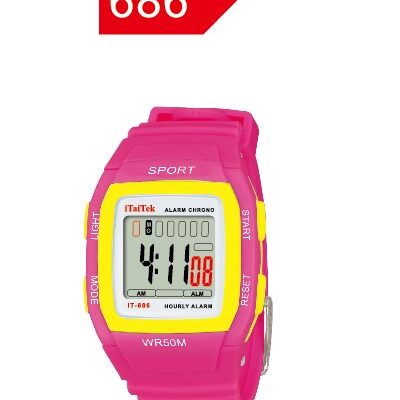 686
SPORT
iTaiTek
ALARM CHRONO
LIGHT
START
MO
4:11 08
AM
ALM
MODE
RESET
IT-686
HOURLY ALARM
WR50M